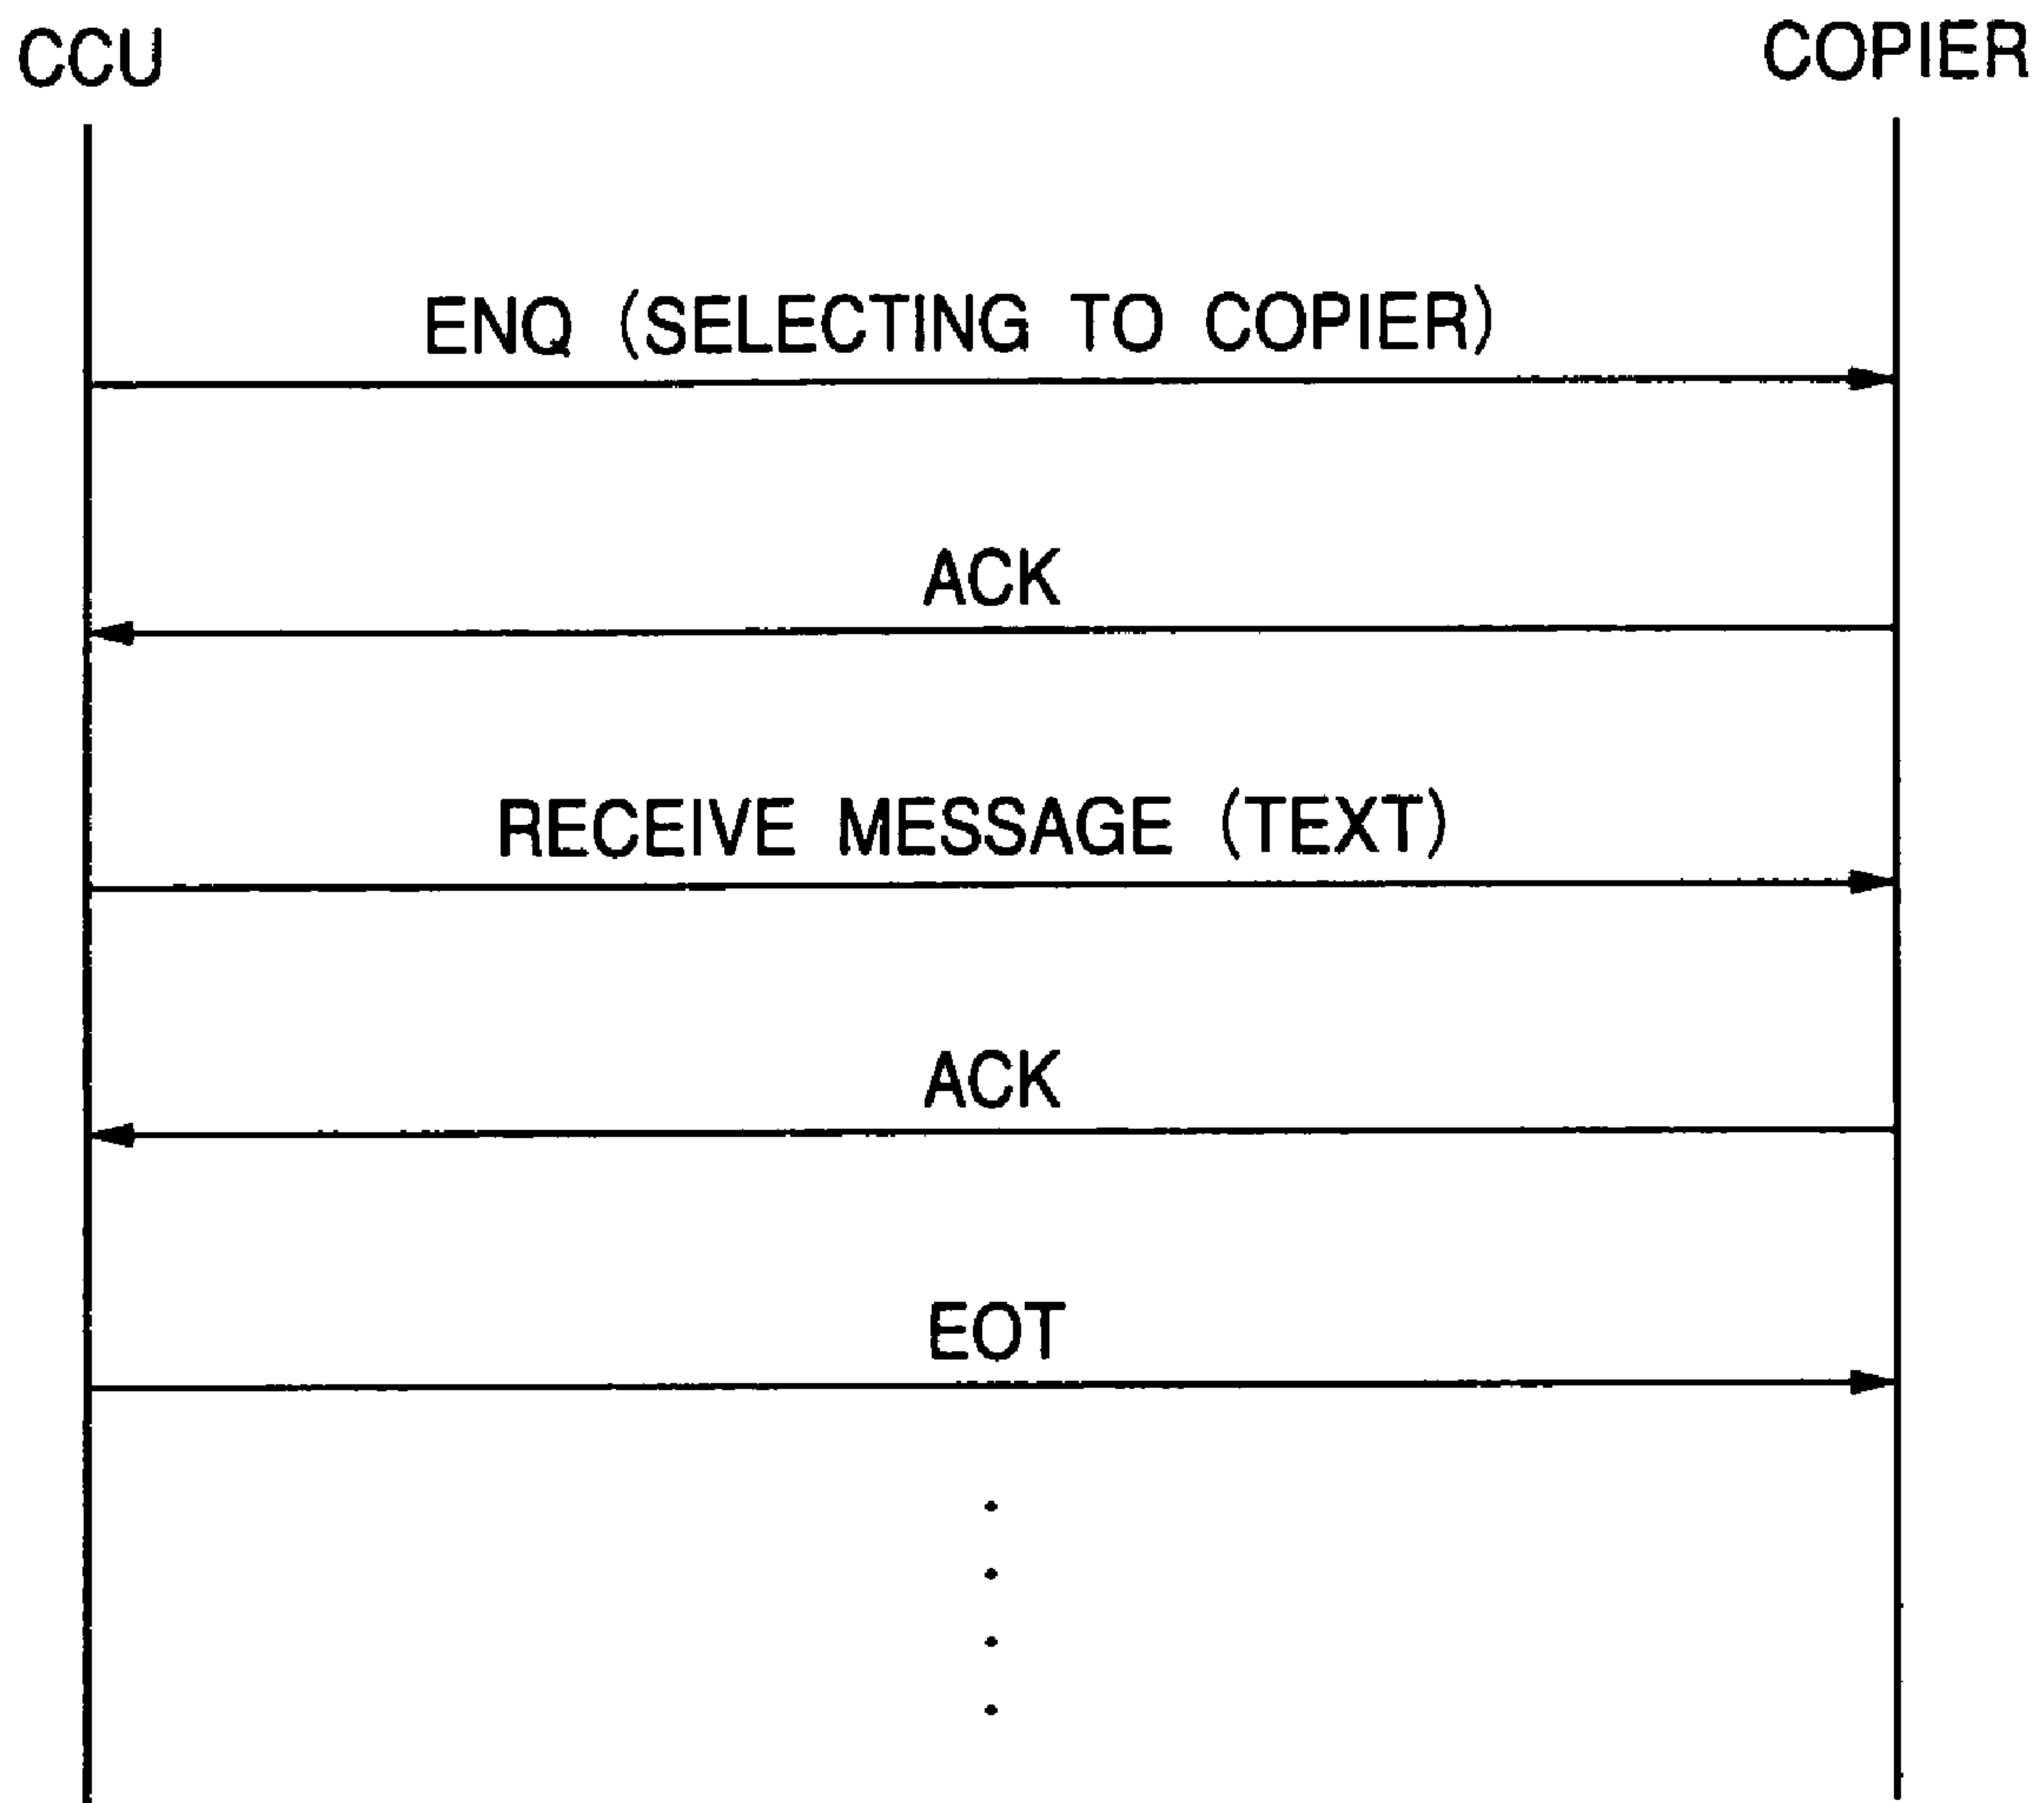 CCU
COPIER
ENQ (SELECTING TO COPIER)
ACK
RECEIVE MESSAGE (TEXT)
ACK
EOT